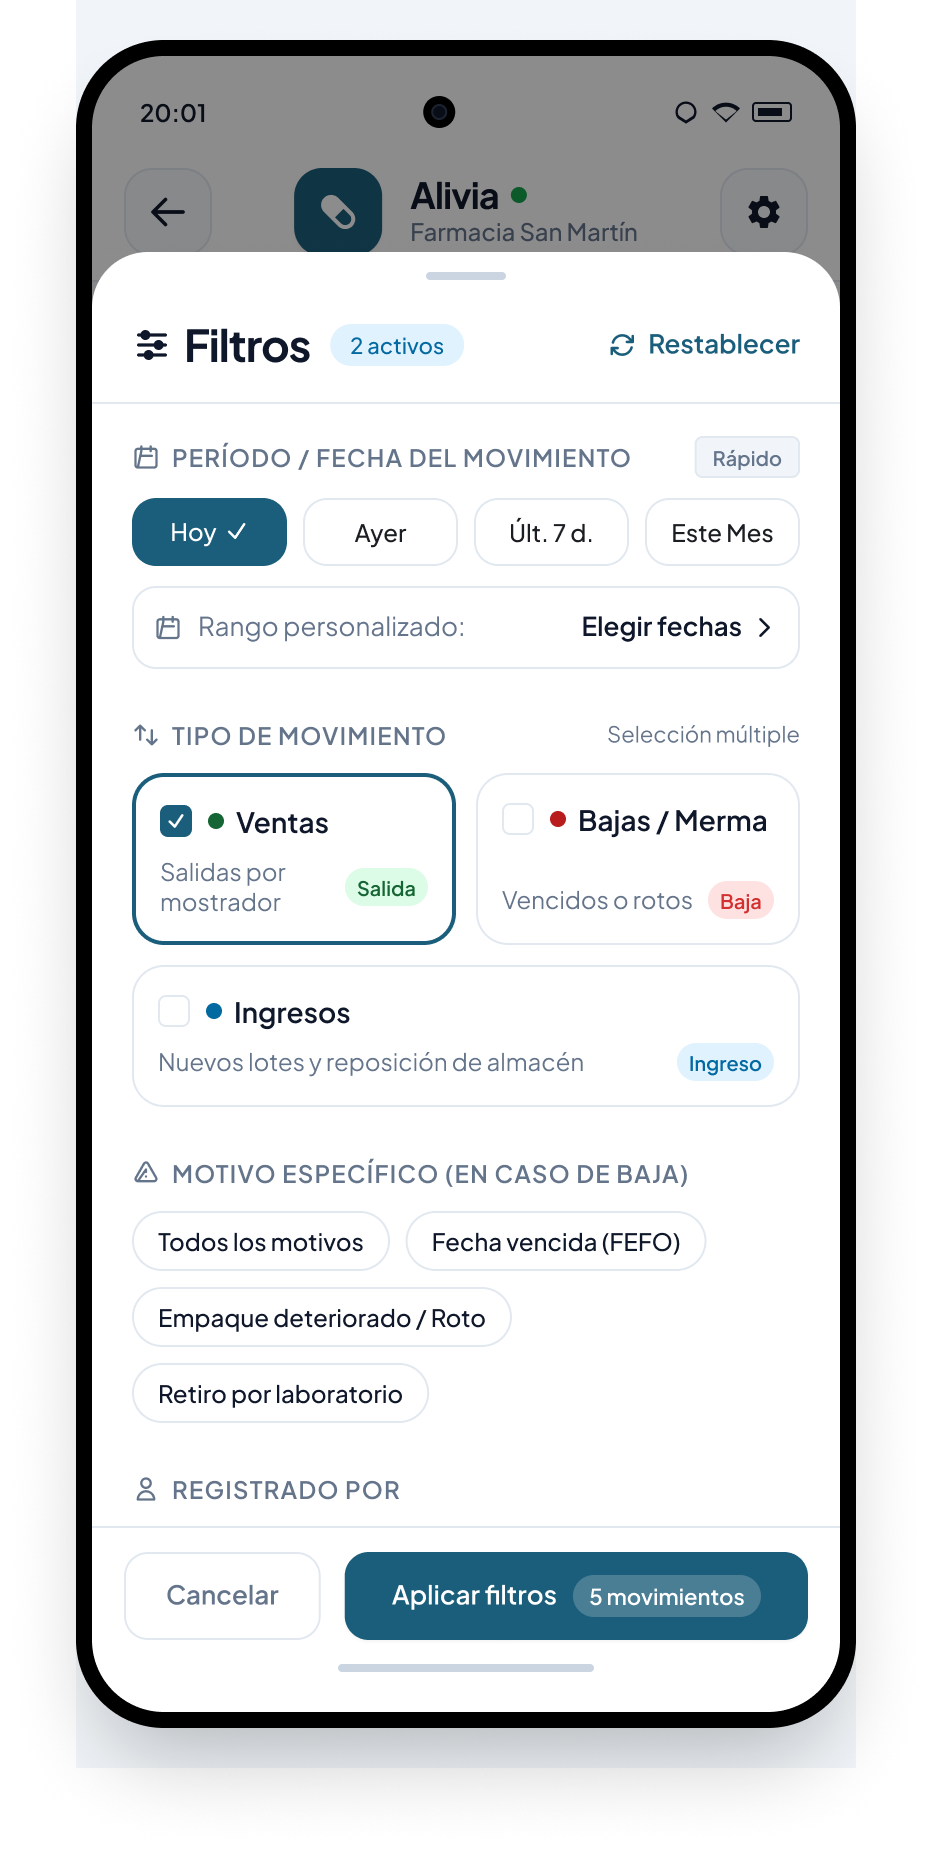 20:01
Alivia
Farmacia San Martín
Filtros
2 activos
Restablecer
PERÍODO / FECHA DEL MOVIMIENTO
Rápido
Hoy
Ayer
Últ. 7 d.
Este Mes
Rango personalizado:
Elegir fechas
TIPO DE MOVIMIENTO
Selección múltiple
Ventas
Salidas por
mostrador
Salida
Bajas / Merma
Vencidos o rotos
Baja
Ingresos
Nuevos lotes y reposición de almacén
Ingreso
MOTIVO ESPECÍFICO (EN CASO DE BAJA)
Todos los motivos
Fecha vencida (FEFO)
Empaque deteriorado / Roto
Retiro por laboratorio
REGISTRADO POR
Cancelar
Aplicar filtros
5 movimientos